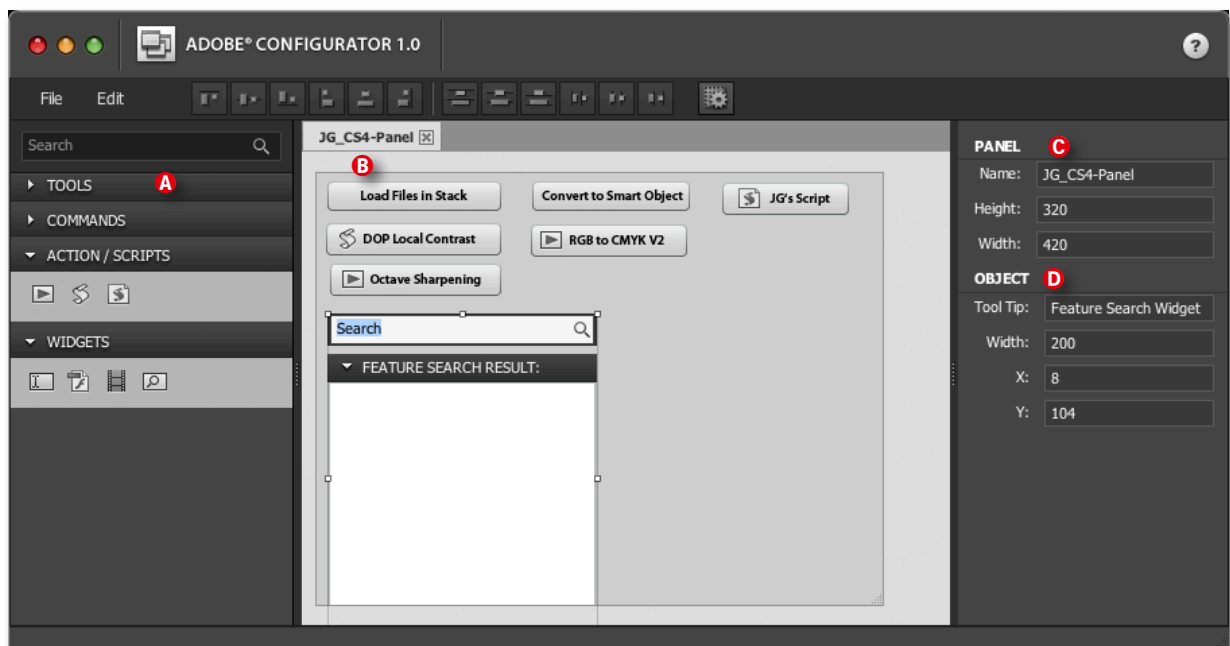 ADOBE® CONFIGURATOR 1.0
?
File Edit
Search
TOOLS A
COMMANDS
ACTION / SCRIPTS
WIDGETS
JG_CS4-Panel
B
Load Files in Stack Convert to Smart Object JG's Script
DOP Local Contrast RGB to CMYK V2
Octave Sharpening
Search
FEATURE SEARCH RESULT:
PANEL C
Name: JG_CS4-Panel
Height: 320
Width: 420
OBJECT D
Tool Tip: Feature Search Widget
Width: 200
X: 8
Y: 104